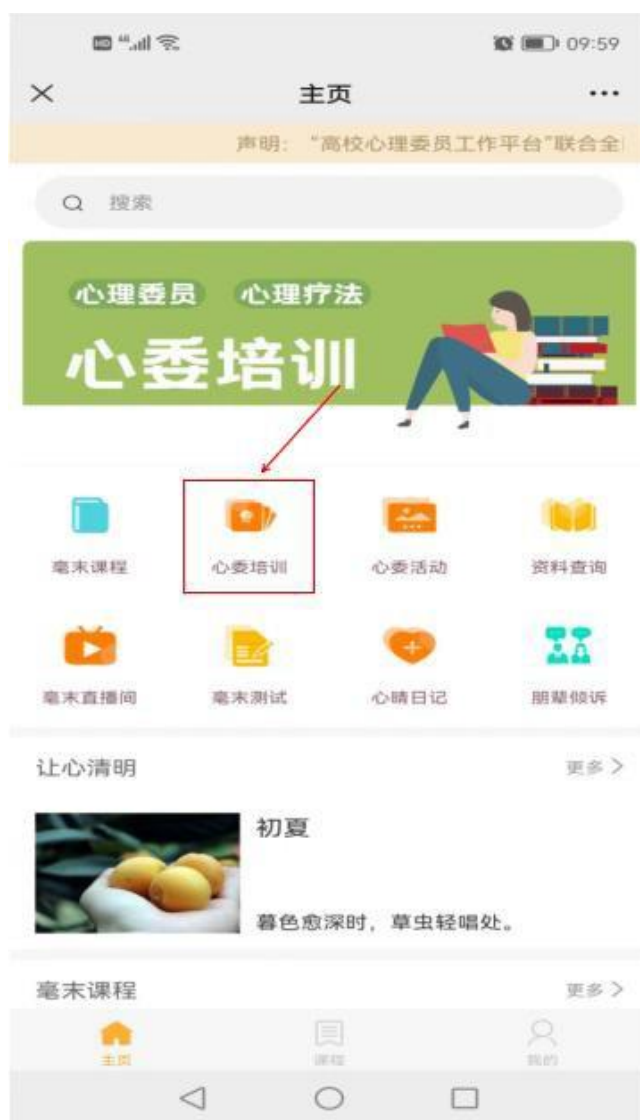 HD 4G 09:59
主页
声明：“高校心理委员工作平台”联合全
搜索
心理委员 心理疗法
心委培训
毫末课程 心委培训 心委活动 资料查询
毫末直播间 毫末测试 心晴日记 朋辈倾诉
让心清明 更多
初夏
暮色愈深时，草虫轻唱处。
毫末课程 更多
主页 课程 我的